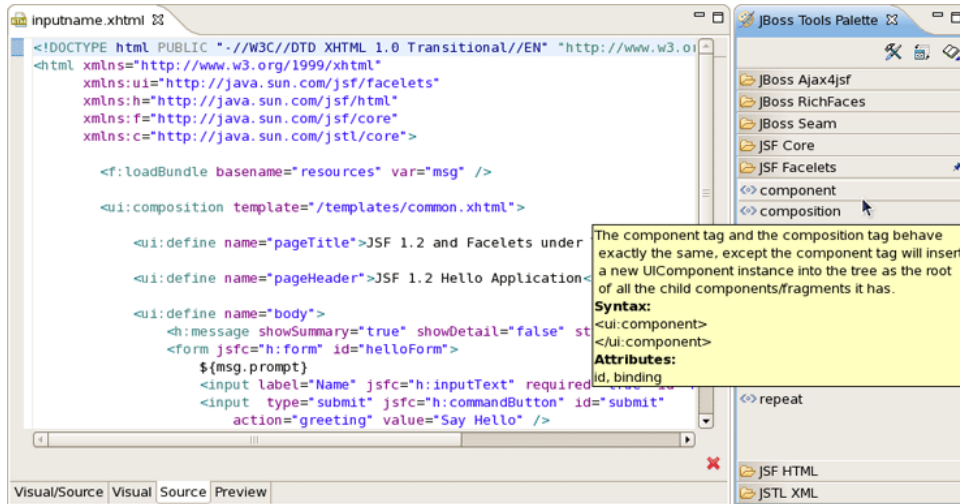 inputname.xhtml
<!DOCTYPE html PUBLIC "-//W3C//DTD XHTML 1.0 Transitional//EN" "http://www.w3.or
<html xmlns="http://www.w3.org/1999/xhtml"
xmlns:ui="http://java.sun.com/jsf/facelets"
xmlns:h="http://java.sun.com/jsf/html"
xmlns:f="http://java.sun.com/jsf/core"
xmlns:c="http://java.sun.com/jstl/core">
<f:loadBundle basename="resources" var="msg" />
<ui:composition template="/templates/common.xhtml">
<ui:define name="pageTitle">JSF 1.2 and Facelets under
<ui:define name="pageHeader">JSF 1.2 Hello Application<
<ui:define name="body">
<h:message showSummary="true" showDetail="false" st
<form jsfc="h:form" id="helloForm">
${msg.prompt}
<input label="Name" jsfc="h:inputText" required
<input  type="submit" jsfc="h:commandButton" id="submit"
action="greeting" value="Say Hello" />
Visual/Source Visual Source Preview
JBoss Tools Palette
JBoss Ajax4jsf
JBoss RichFaces
JBoss Seam
JSF Core
JSF Facelets
component
composition
The component tag and the composition tag behave
exactly the same, except the component tag will insert
a new UIComponent instance into the tree as the root
of all the child components/fragments it has.
Syntax:
<ui:component>
</ui:component>
Attributes:
id, binding
repeat
JSF HTML
JSTL XML